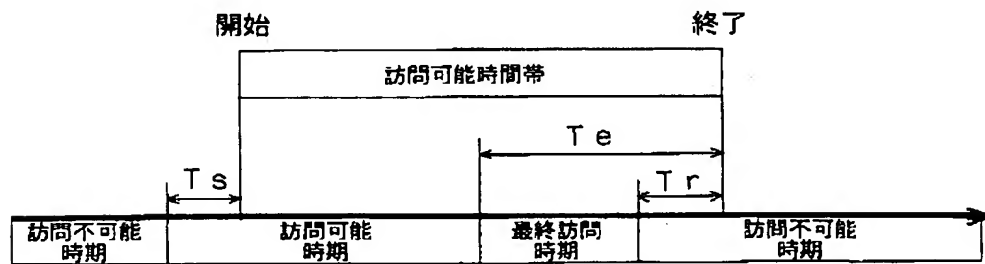 開始
終了
訪問可能時間帯
Te
Ts
Tr
訪問不可能
時期
訪問可能
時期
最終訪問
時期
訪問不可能
時期